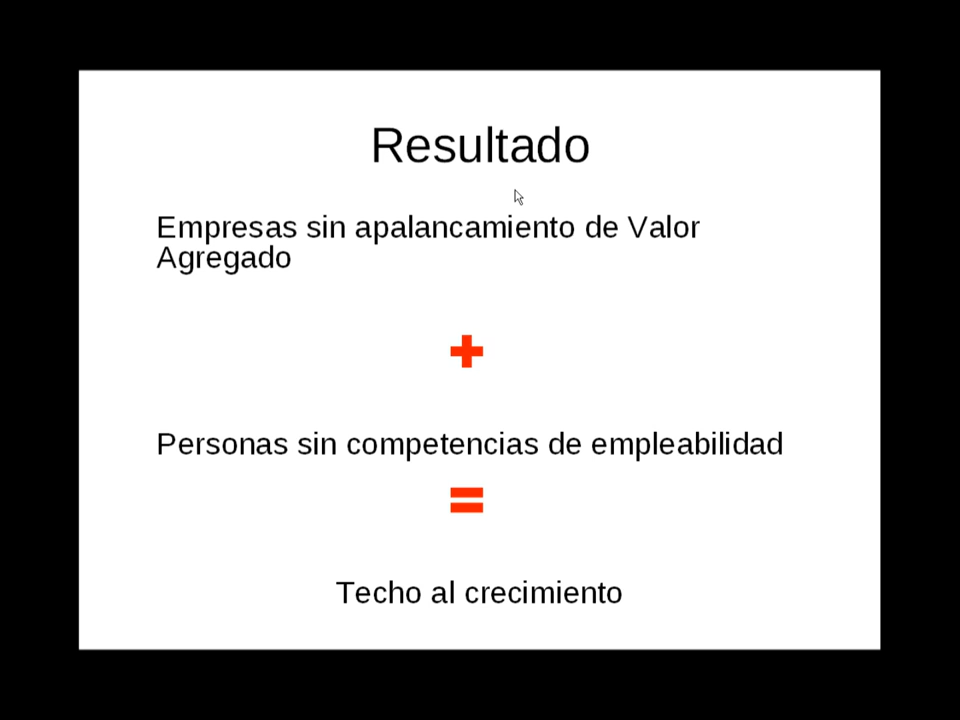 Resultado
Empresas sin apalancamiento de Valor
Agregado
+
Personas sin competencias de empleabilidad
=
Techo al crecimiento